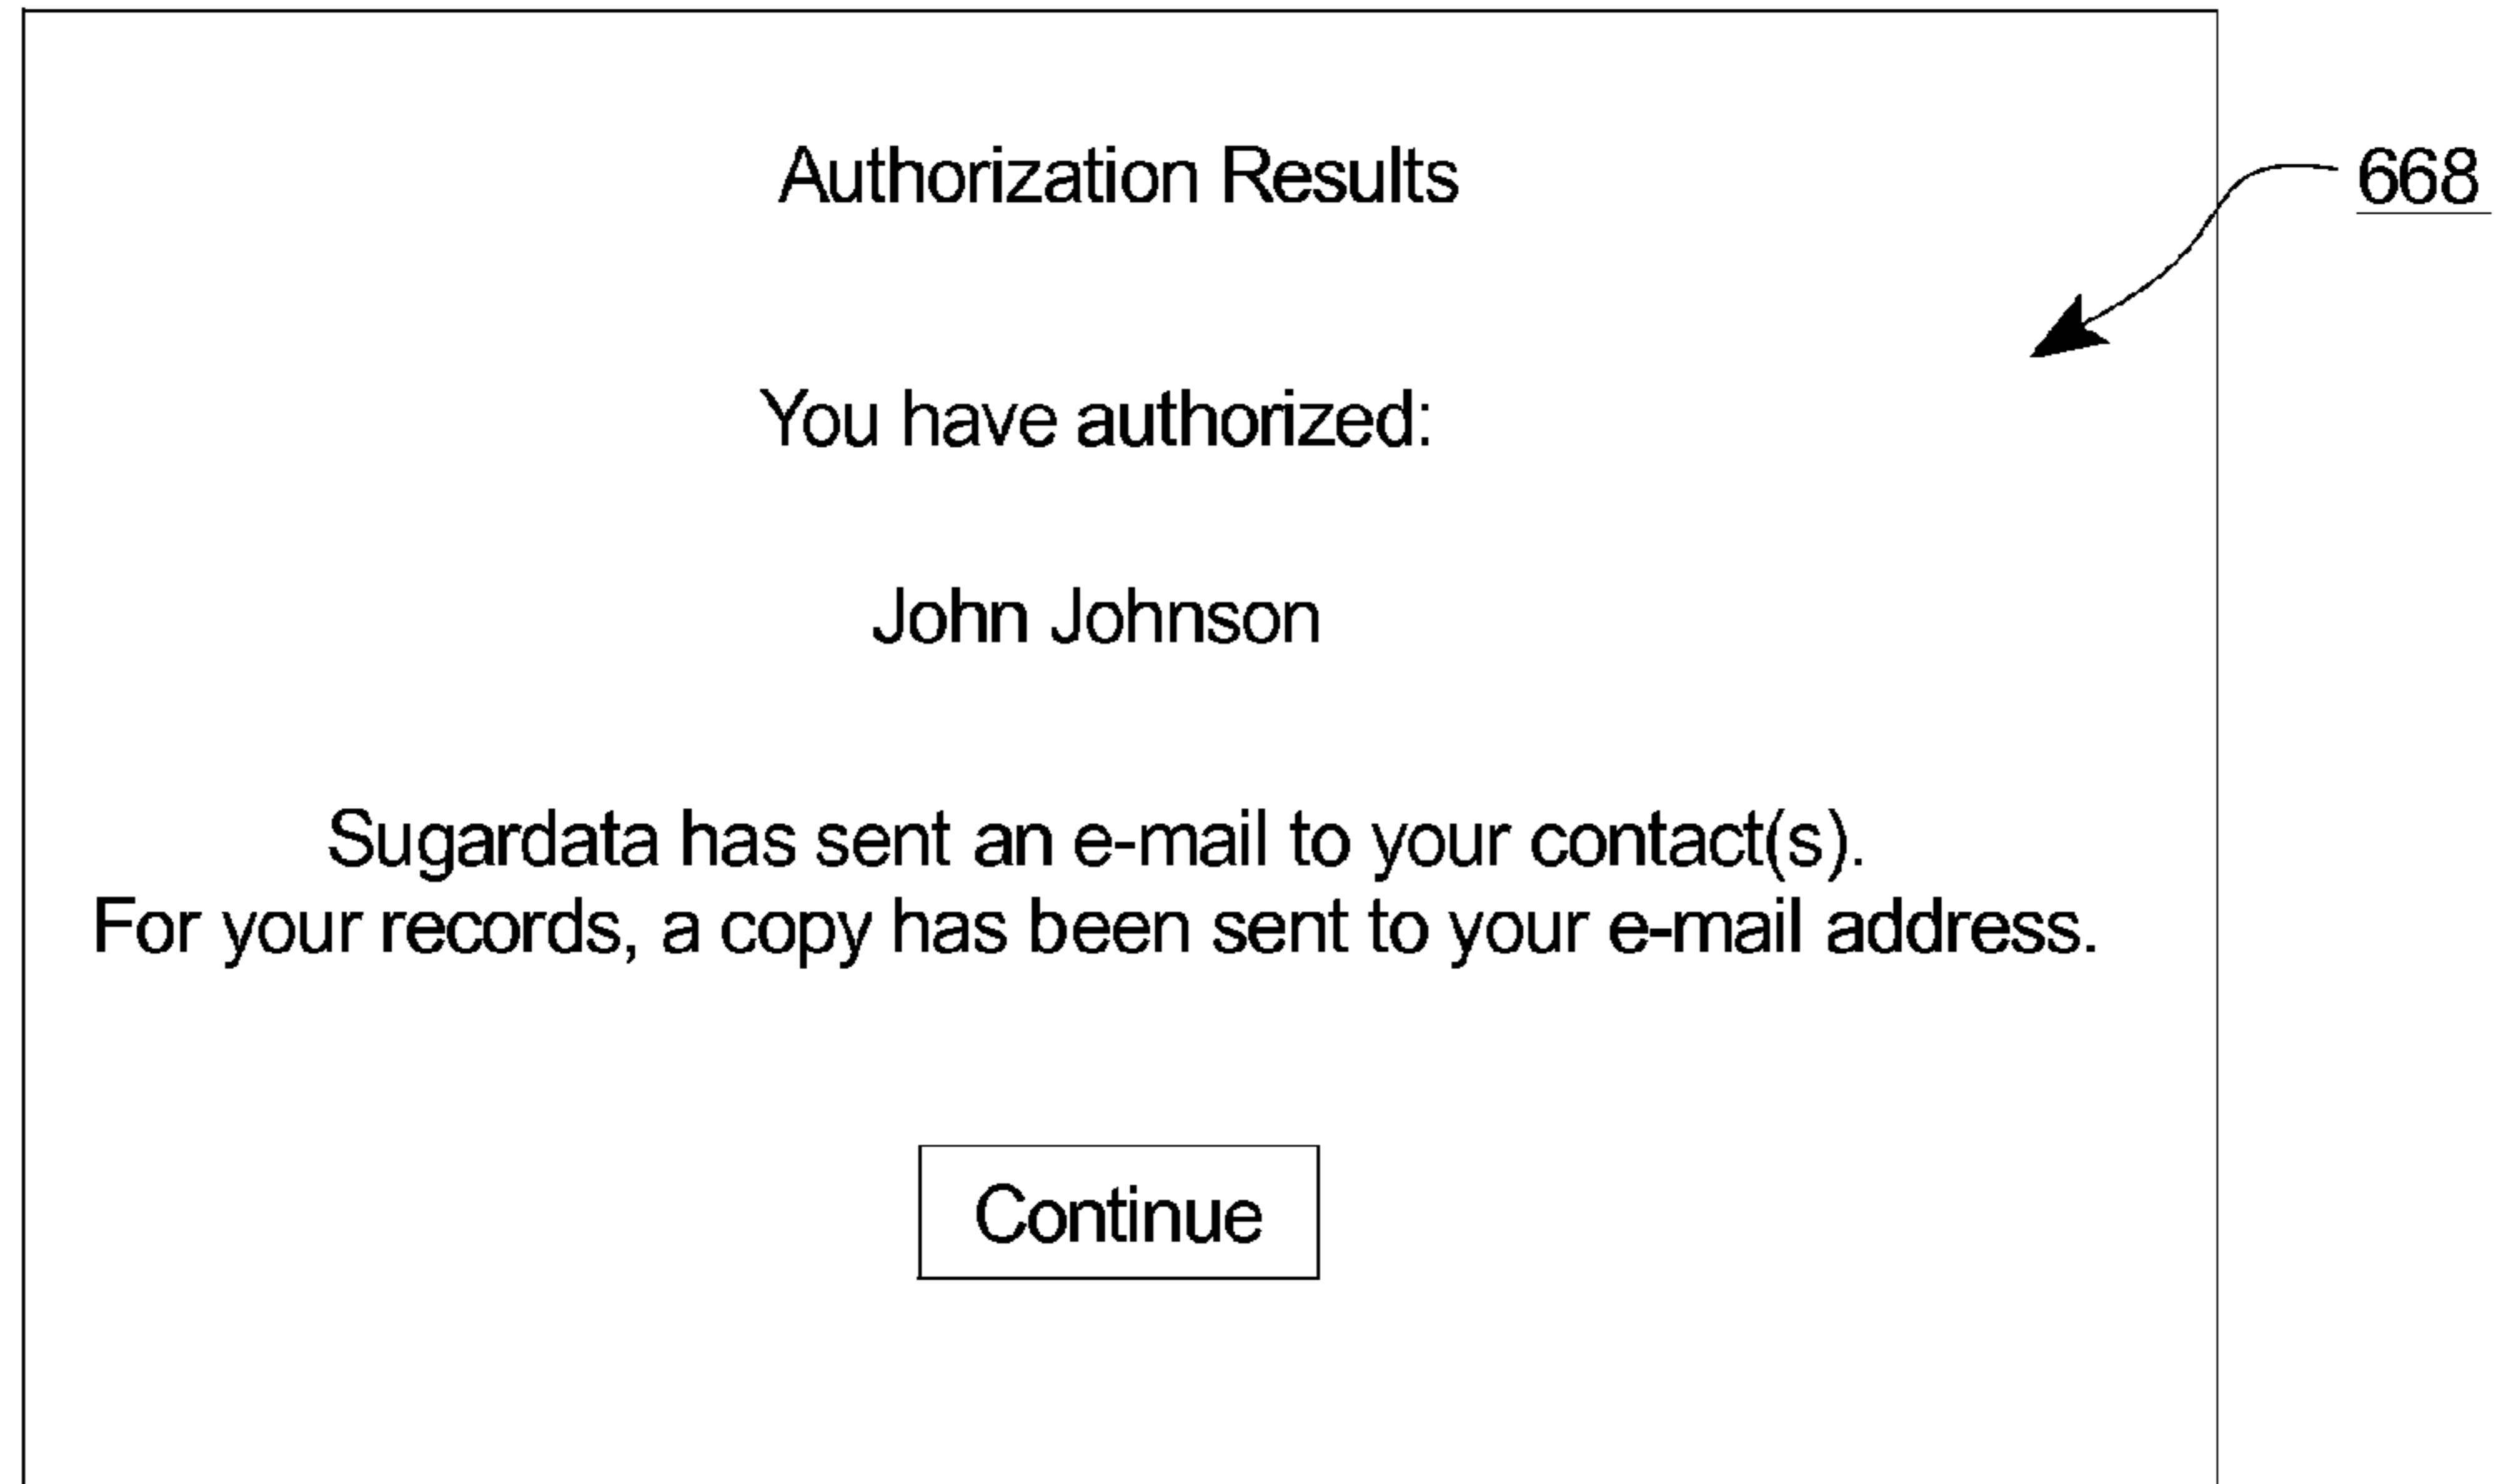 Authorization Results
668
You have authorized:
John Johnson
Sugardata has sent an e-mail to your contact(s).
For your records, a copy has been sent to your e-mail address.
Continue